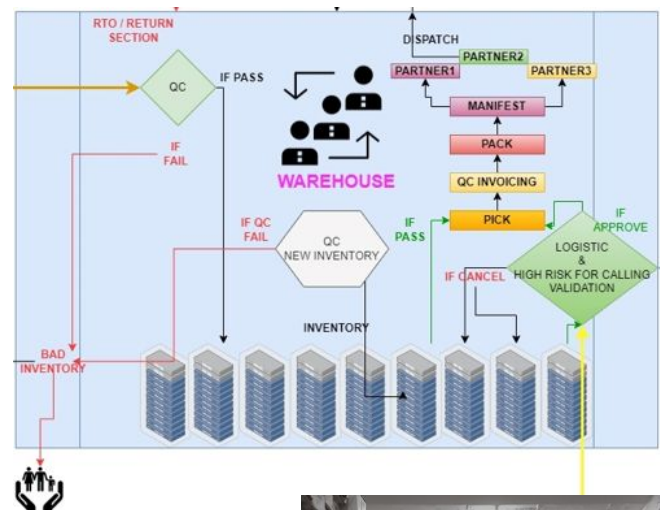 RTO / RETURN
SECTION
QC
IF PASS
IF
FAIL
WAREHOUSE
DISPATCH
PARTNER2
PARTNER1
PARTNER3
MANIFEST
PACK
QC INVOICING
PICK
IF
PASS
IF
APPROVE
LOGISTIC
&
HIGH RISK FOR CALLING
VALIDATION
IF CANCEL
IF QC
FAIL
QC
NEW INVENTORY
INVENTORY
BAD
INVENTORY